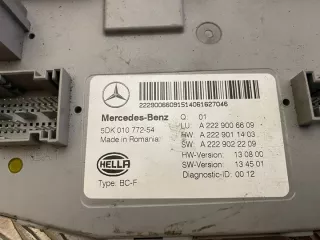 22290066091514061627046
Mercedes-Benz Q 01
5DK 010 772-54 LU A 222 900 66 09
Made in Romania HW A 222 901 14 03
SW A 222 902 22 09
HELLA HW-Version: 13 08 00
SW-Version: 13 45 01
Type: BC-F Diagnostic-ID: 00 12